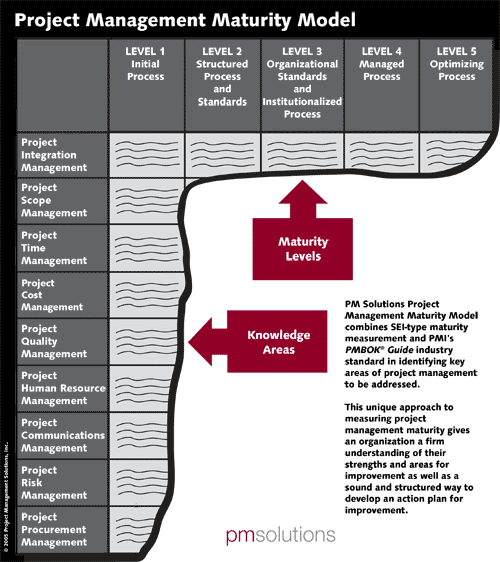 Project Management Maturity Model
LEVEL 1
Initial
Process
LEVEL 2
Structured
Process
and
Standards
LEVEL 3
Organizational
Standards
and
Institutionalized
Process
LEVEL 4
Managed
Process
LEVEL 5
Optimizing
Process
Project
Integration
Management
Project
Scope
Management
Project
Time
Management
Project
Cost
Management
Project
Quality
Management
Project
Human Resource
Management
Project
Communications
Management
Project
Risk
Management
Project
Procurement
Management
Maturity
Levels
Knowledge
Areas
PM Solutions Project
Management Maturity Model
combines SEI-type maturity
measurement and PMI's
PMBOK® Guide industry
standard in identifying key
areas of project management
to be addressed.
This unique approach to
measuring project
management maturity gives
an organization a firm
understanding of their
strengths and areas for
improvement as well as a
sound and structured way to
develop an action plan for
improvement.
pmsolutions
© 2005 Project Management Solutions, Inc.